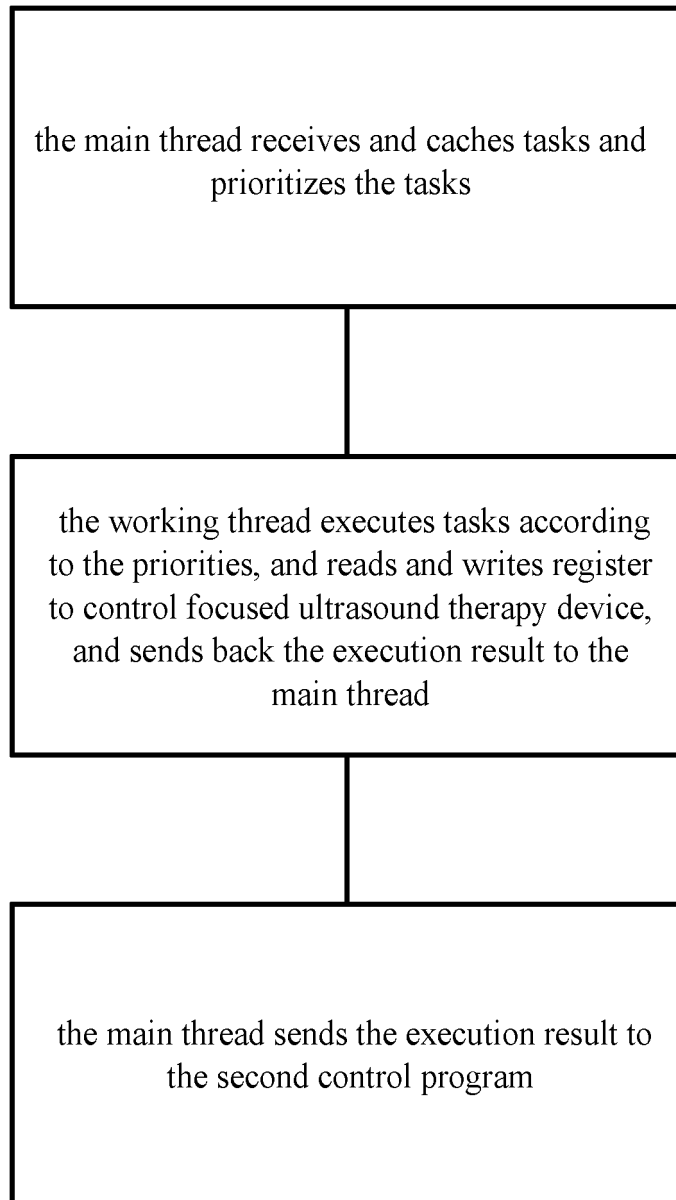 the main thread receives and caches tasks and
prioritizes the tasks
the working thread executes tasks according
to the priorities, and reads and writes register
to control focused ultrasound therapy device,
and sends back the execution result to the
main thread
the main thread sends the execution result to
the second control program